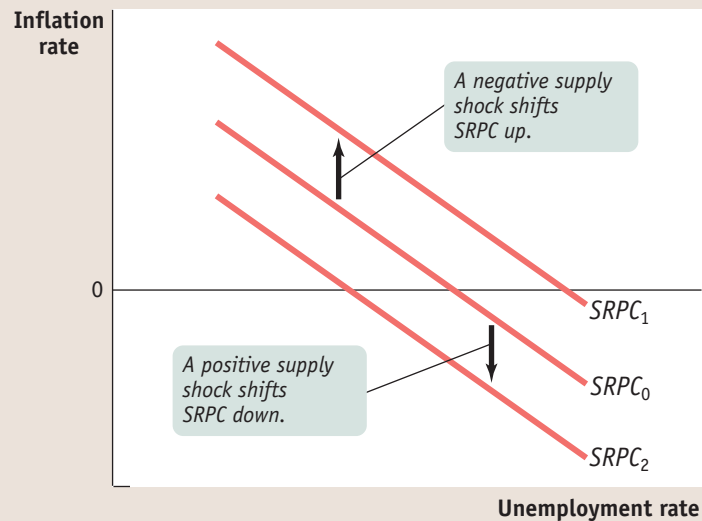 Inflation
rate
A negative supply
shock shifts
SRPC up.
0
SRPC₁
A positive supply
shock shifts
SRPC down.
SRPC₀
SRPC₂
Unemployment rate